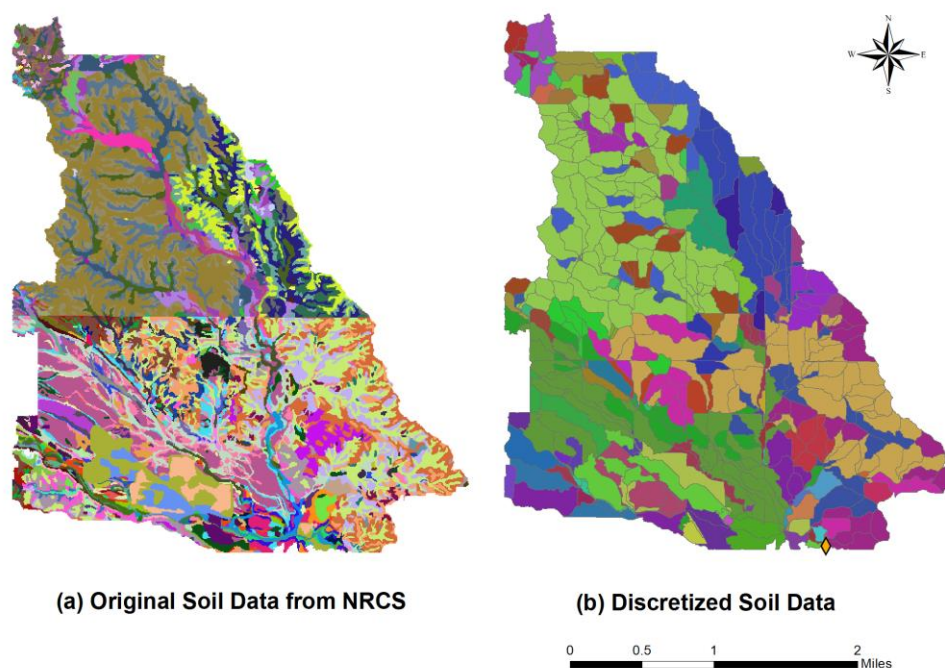 N
W E
S
(a) Original Soil Data from NRCS
(b) Discretized Soil Data
0 0.5 1 2
Miles